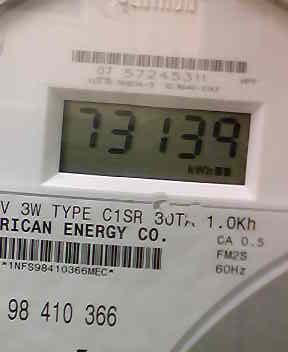 07 57245311
73139
kWh
V 3W TYPE C1SR 30TA 1.0Kh
RICAN ENERGY CO.
CA 0.5
FM2S
*1NFS98410366MEC*
60Hz
98 410 366